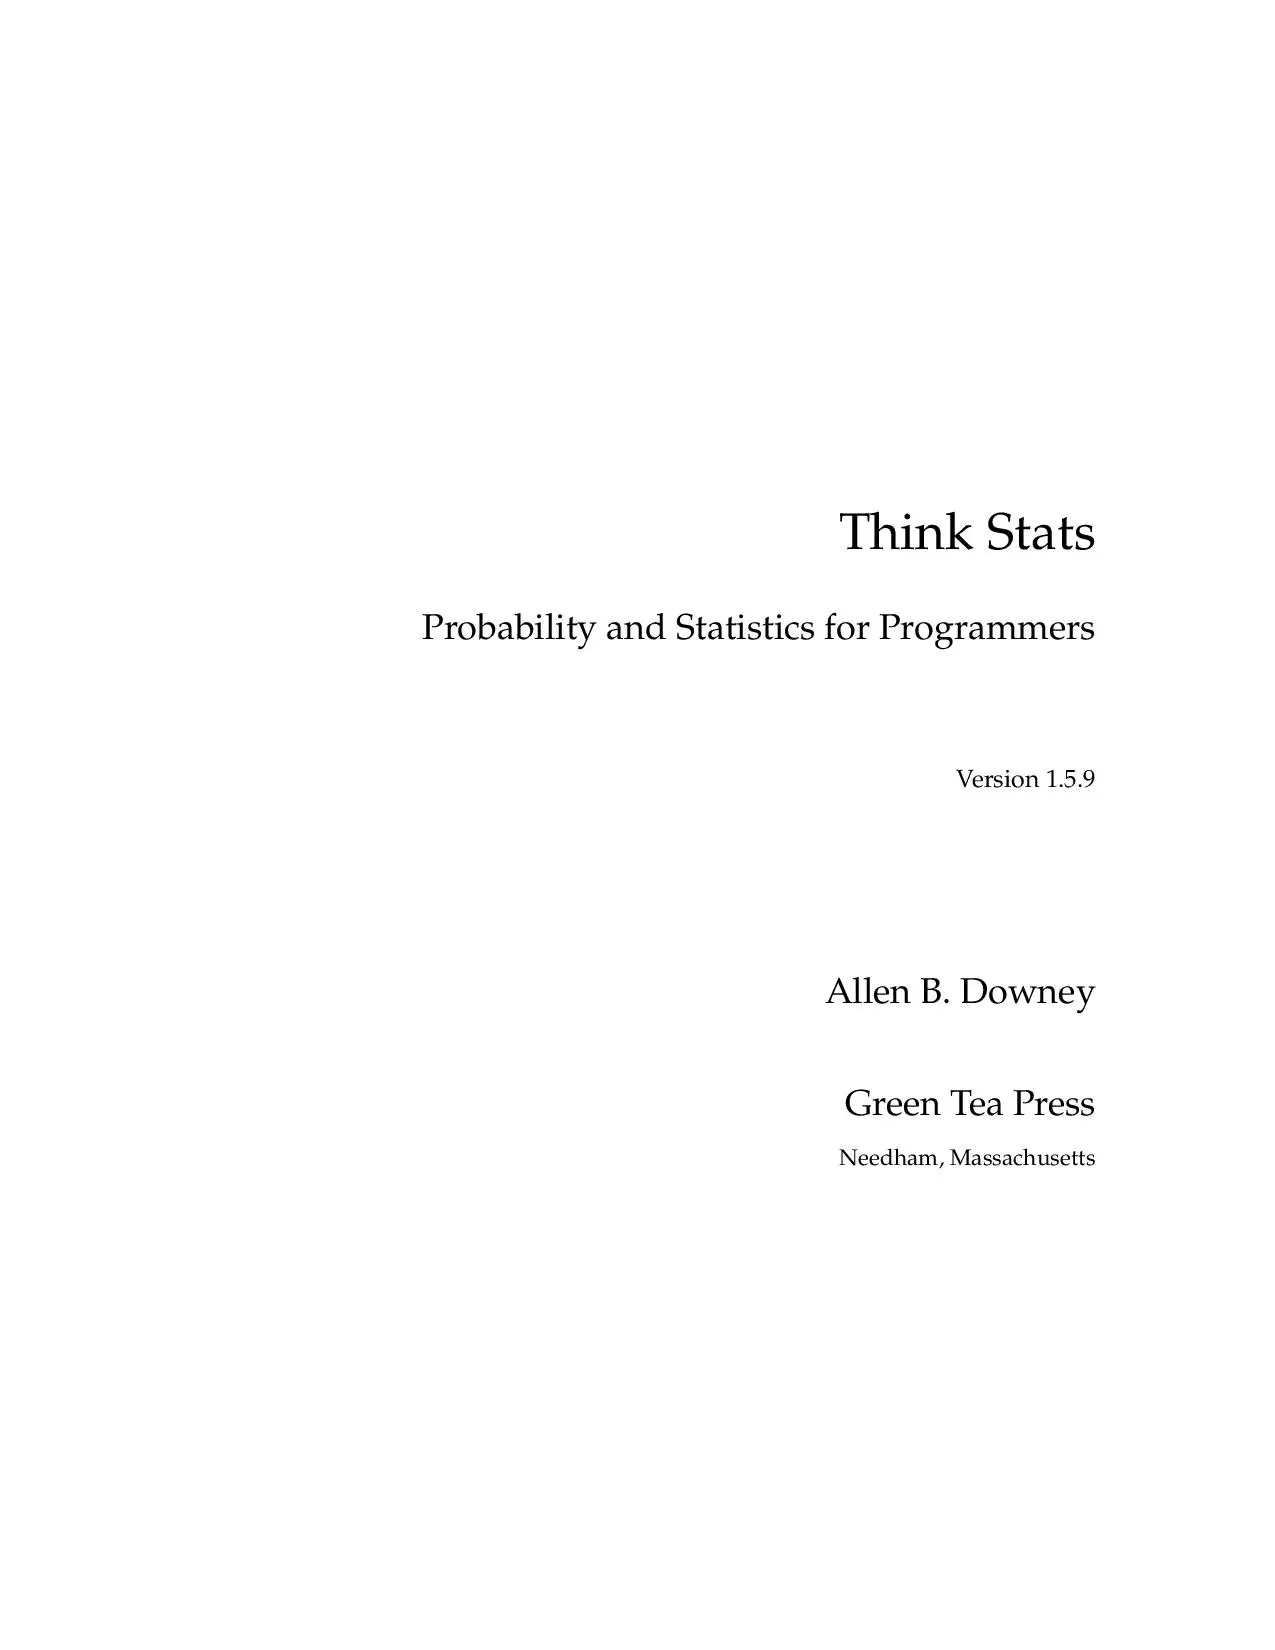 Think Stats
Probability and Statistics for Programmers
Version 1.5.9
Allen B. Downey
Green Tea Press
Needham, Massachusetts